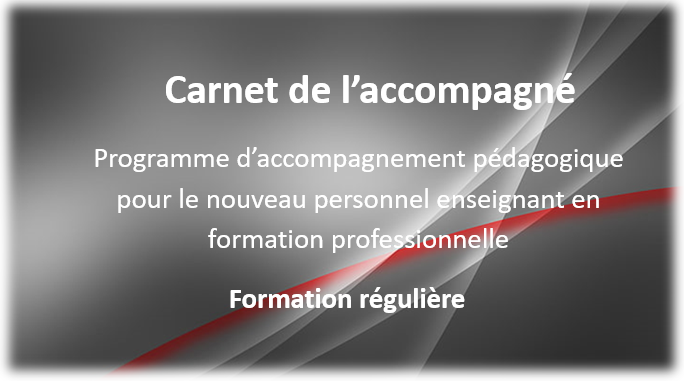 Carnet de l’accompagné
Programme d’accompagnement pédagogique
pour le nouveau personnel enseignant en
formation professionnelle
Formation régulière